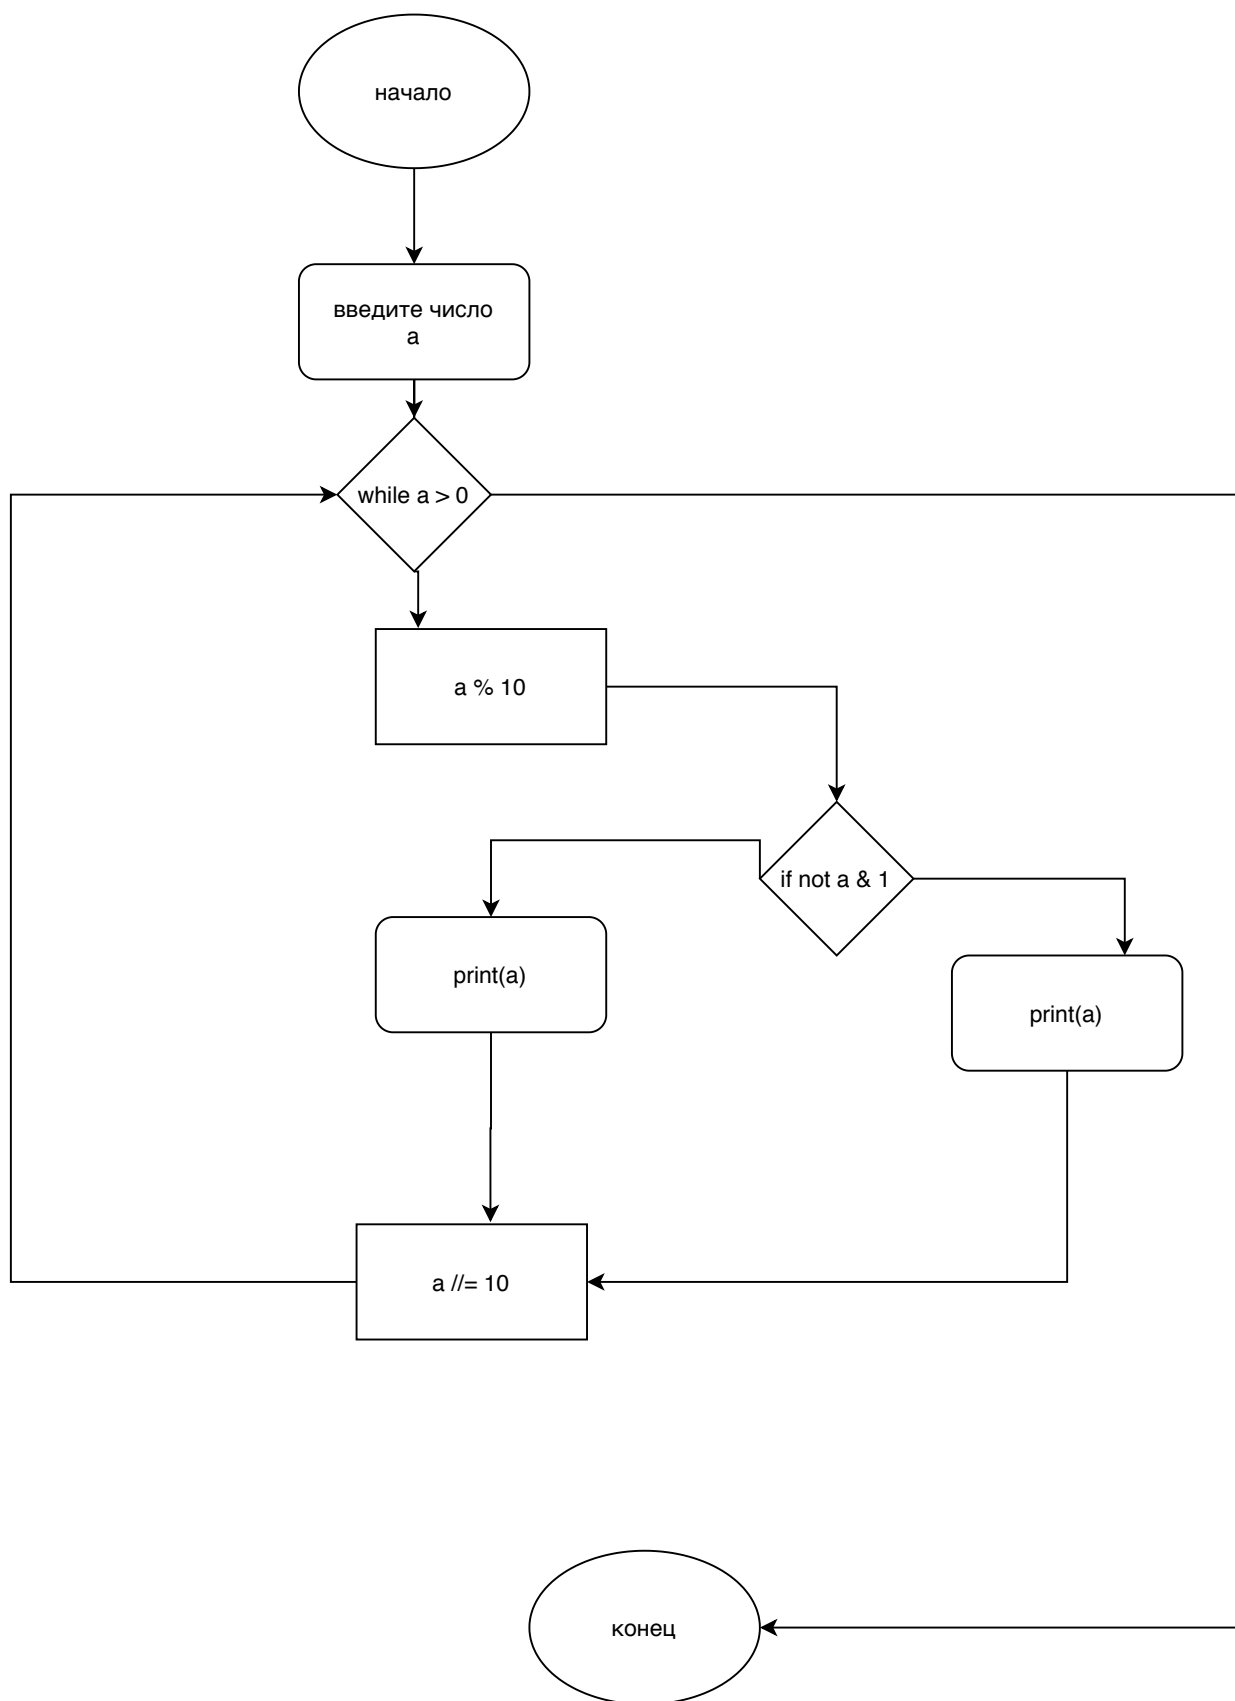 начало
введите число
a
while a > 0
a % 10
if not a & 1
print(a)
print(a)
a //= 10
конец